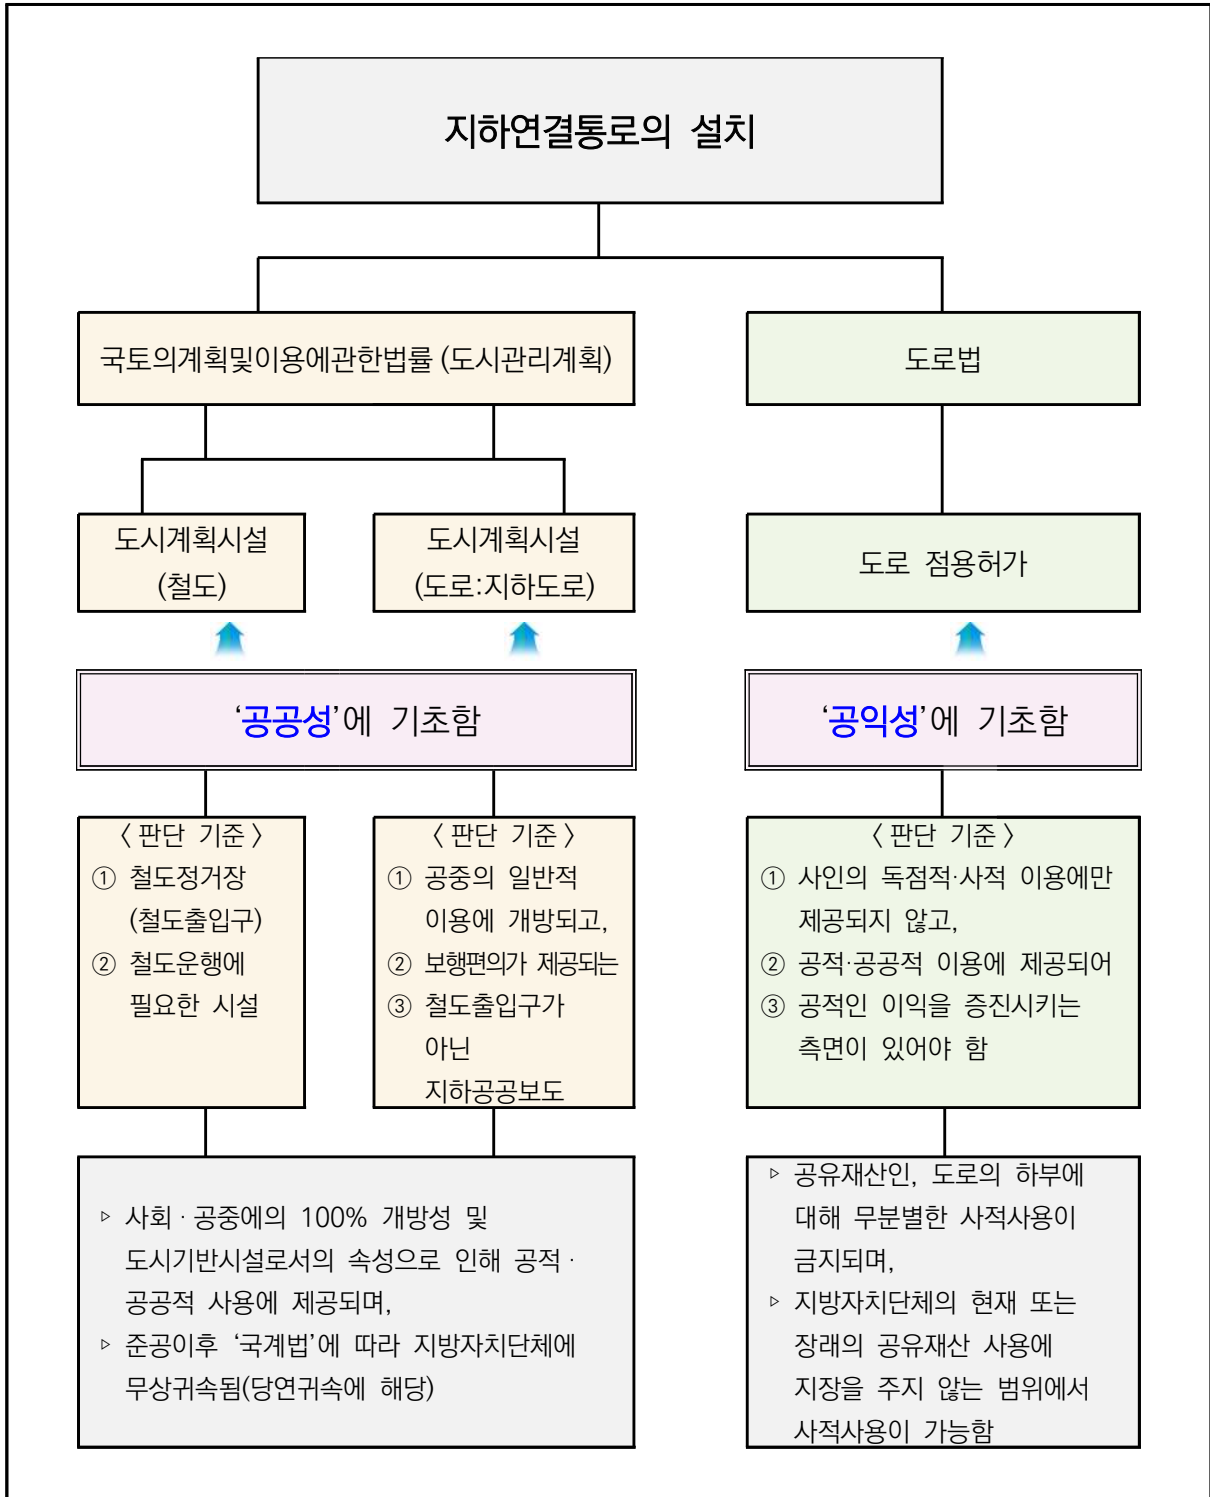 지하연결통로의 설치
국토의계획및이용에관한법률 (도시관리계획)
도로법
도시계획시설
(철도)
도시계획시설
(도로:지하도로)
도로 점용허가
‘공공성’에 기초함
‘공익성’에 기초함
〈 판단 기준 〉
① 철도정거장
(철도출입구)
② 철도운행에
필요한 시설
〈 판단 기준 〉
① 공중의 일반적
이용에 개방되고,
② 보행편의가 제공되는
③ 철도출입구가
아닌
지하공공보도
〈 판단 기준 〉
① 사인의 독점적·사적 이용에만
제공되지 않고,
② 공적·공공적 이용에 제공되어
③ 공적인 이익을 증진시키는
측면이 있어야 함
▹ 사회 · 공중에의 100% 개방성 및
도시기반시설로서의 속성으로 인해 공적 ·
공공적 사용에 제공되며,
▹ 준공이후 ‘국계법’에 따라 지방자치단체에
무상귀속됨(당연귀속에 해당)
▹ 공유재산인, 도로의 하부에
대해 무분별한 사적사용이
금지되며,
▹ 지방자치단체의 현재 또는
장래의 공유재산 사용에
지장을 주지 않는 범위에서
사적사용이 가능함